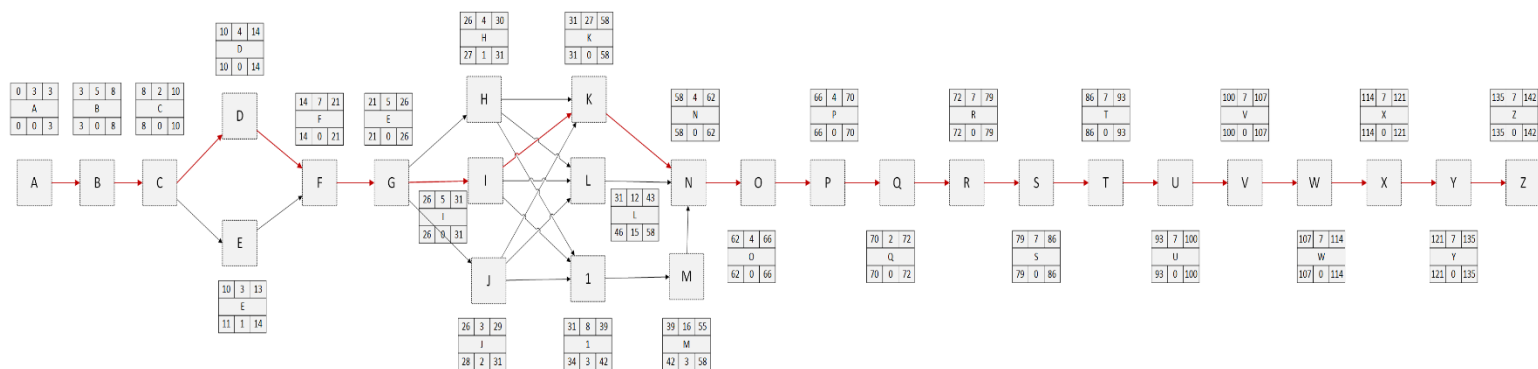 10 4 14
D
10 0 14
26 4 30
H
27 1 31
31 27 58
K
31 0 58
0 3 3
A
0 0 3
3 5 8
B
3 0 8
8 2 10
C
8 0 10
14 7 21
F
14 0 21
21 5 26
E
21 0 26
58 4 62
N
58 0 62
66 4 70
P
66 0 70
72 7 79
R
72 0 79
86 7 93
T
86 0 93
100 7 107
V
100 0 107
114 7 121
X
114 0 121
135 7 142
Z
135 0 142
D
H
K
A B C F G I L N O P Q R S T U V W X Y Z
26 5 31
I
26 0 31
31 12 43
L
46 15 58
E
J
1
M
62 4 66
O
62 0 66
70 2 72
Q
70 0 72
79 7 86
S
79 0 86
93 7 100
U
93 0 100
107 7 114
W
107 0 114
121 7 135
Y
121 0 135
10 3 13
E
11 1 14
26 3 29
J
28 2 31
31 8 39
1
34 3 42
39 16 55
M
42 3 58